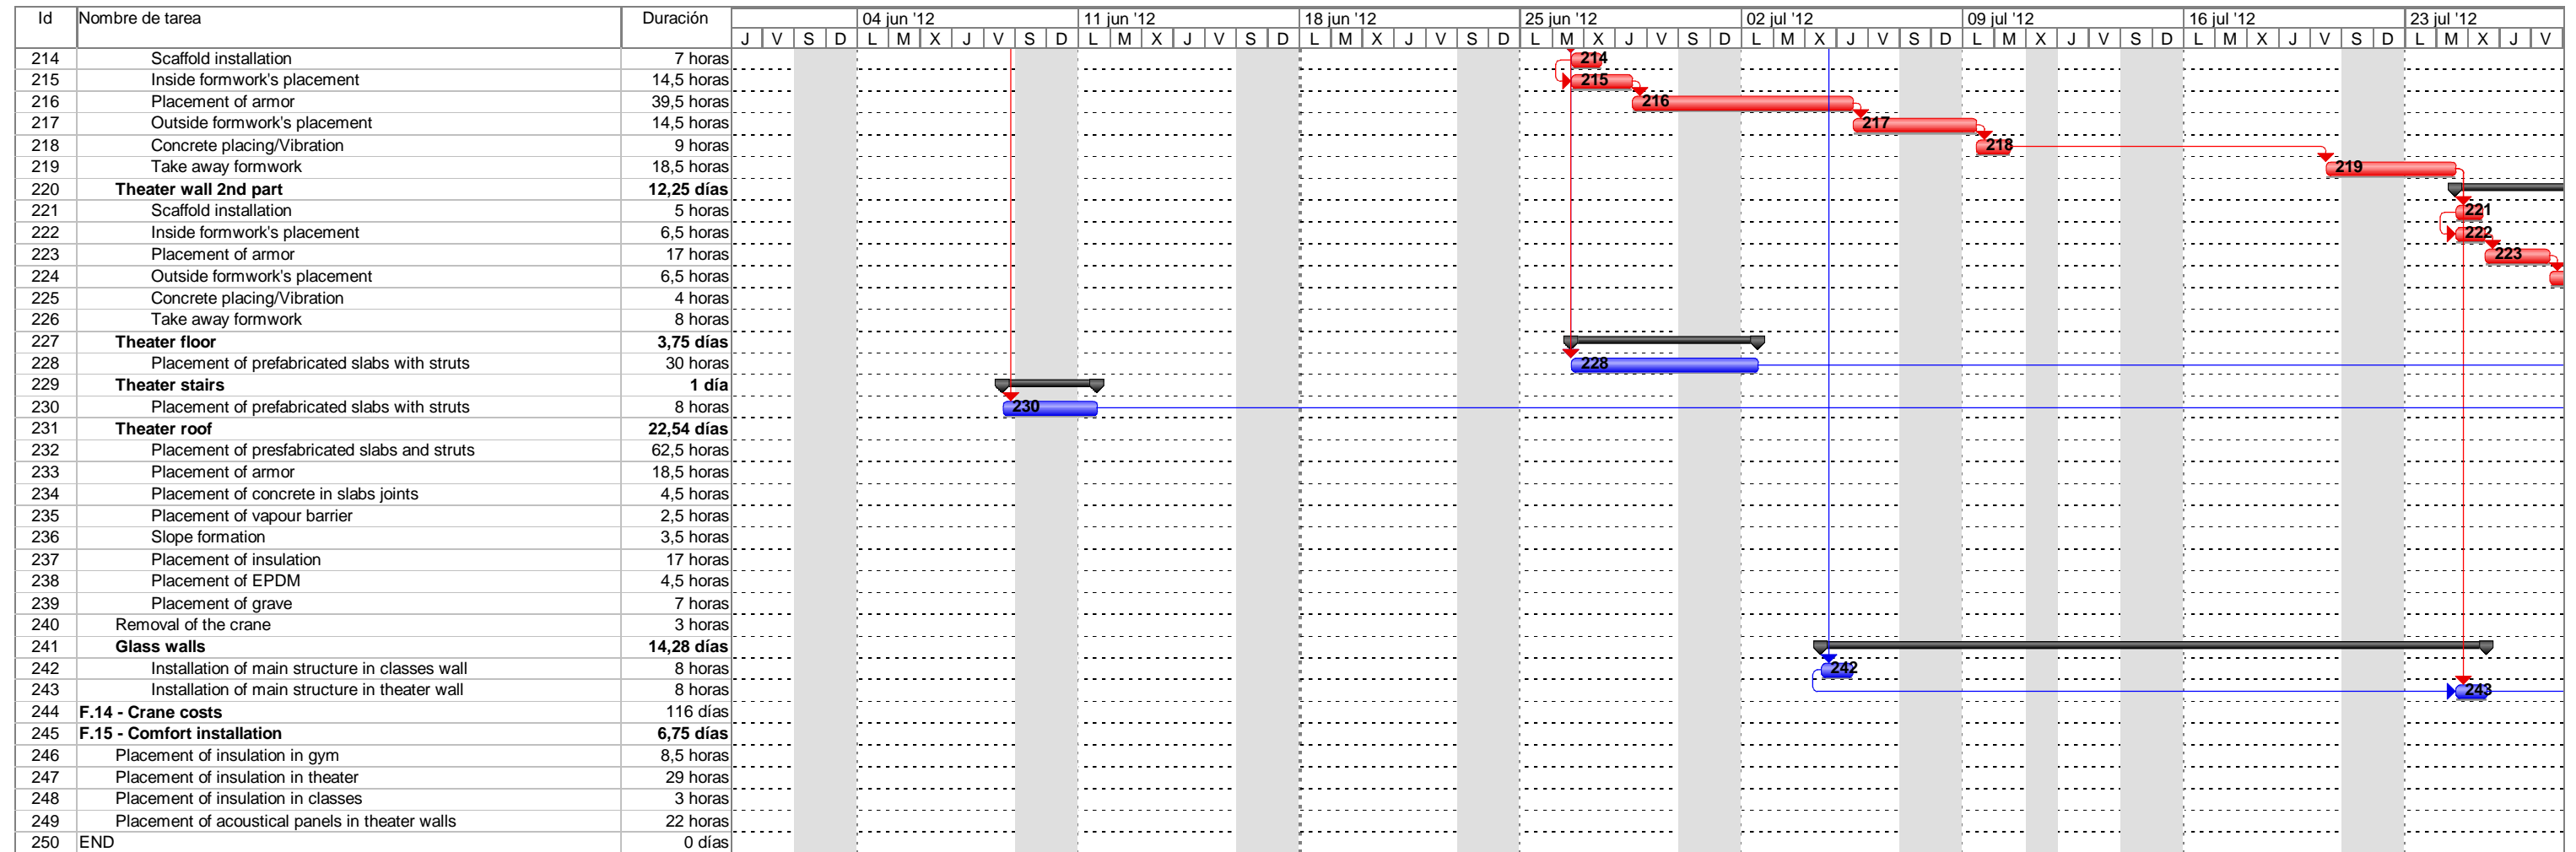 Id Nombre de tarea Duración 04 jun '12 11 jun '12 18 jun '12 25 jun '12 02 jul '12 09 jul '12 16 jul '12 23 jul '12
J V S D L M X J V S D L M X J V S D L M X J V S D L M X J V S D L M X J V S D L M X J V S D L M X J V S D L M X J V
214 Scaffold installation 7 horas 214
215 Inside formwork's placement 14,5 horas 215
216 Placement of armor 39,5 horas 216
217 Outside formwork's placement 14,5 horas 217
218 Concrete placing/Vibration 9 horas 218
219 Take away formwork 18,5 horas 219
220 Theater wall 2nd part 12,25 días
221 Scaffold installation 5 horas 221
222 Inside formwork's placement 6,5 horas 222
223 Placement of armor 17 horas 223
224 Outside formwork's placement 6,5 horas
225 Concrete placing/Vibration 4 horas
226 Take away formwork 8 horas
227 Theater floor 3,75 días
228 Placement of prefabricated slabs with struts 30 horas 228
229 Theater stairs 1 día
230 Placement of prefabricated slabs with struts 8 horas 230
231 Theater roof 22,54 días
232 Placement of presfabricated slabs and struts 62,5 horas
233 Placement of armor 18,5 horas
234 Placement of concrete in slabs joints 4,5 horas
235 Placement of vapour barrier 2,5 horas
236 Slope formation 3,5 horas
237 Placement of insulation 17 horas
238 Placement of EPDM 4,5 horas
239 Placement of grave 7 horas
240 Removal of the crane 3 horas
241 Glass walls 14,28 días
242 Installation of main structure in classes wall 8 horas 242
243 Installation of main structure in theater wall 8 horas 243
244 F.14 - Crane costs 116 días
245 F.15 - Comfort installation 6,75 días
246 Placement of insulation in gym 8,5 horas
247 Placement of insulation in theater 29 horas
248 Placement of insulation in classes 3 horas
249 Placement of acoustical panels in theater walls 22 horas
250 END 0 días